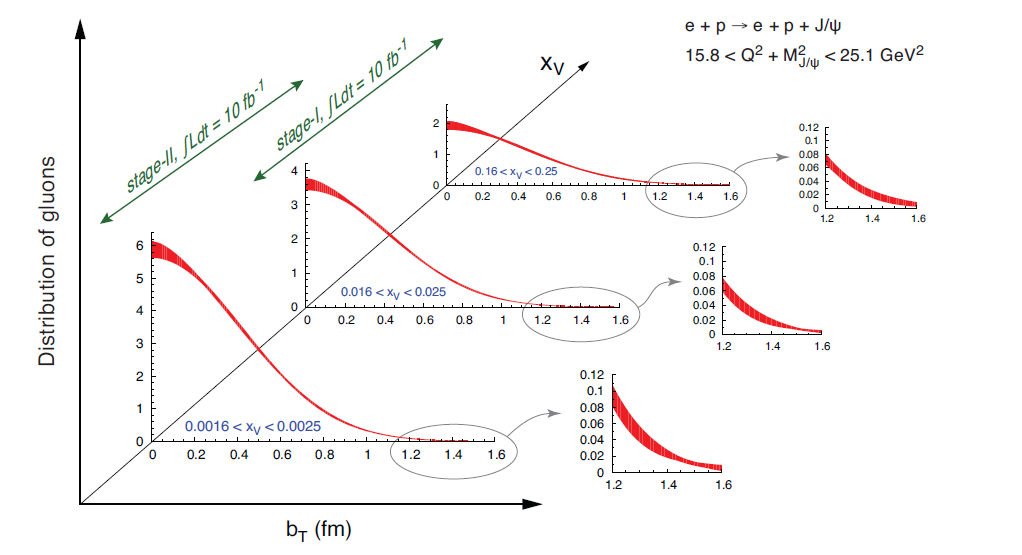 e + p → e + p + J/ψ
15.8 < Q² + M²_J/ψ < 25.1 GeV²
stage-II, ∫Ldt = 10 fb⁻¹
stage-I, ∫Ldt = 10 fb⁻¹
x_V
Distribution of gluons
2
1
0
0.16 < x_V < 0.25
0 0.2 0.4 0.6 0.8 1 1.2 1.4 1.6
0.12
0.1
0.08
0.06
0.04
0.02
0
1.2 1.4 1.6
4
3
2
1
0
0.016 < x_V < 0.025
0 0.2 0.4 0.6 0.8 1 1.2 1.4 1.6
0.12
0.1
0.08
0.06
0.04
0.02
0
1.2 1.4 1.6
6
5
4
3
2
1
0
0.0016 < x_V < 0.0025
0 0.2 0.4 0.6 0.8 1 1.2 1.4 1.6
0.12
0.1
0.08
0.06
0.04
0.02
0
1.2 1.4 1.6
b_T (fm)